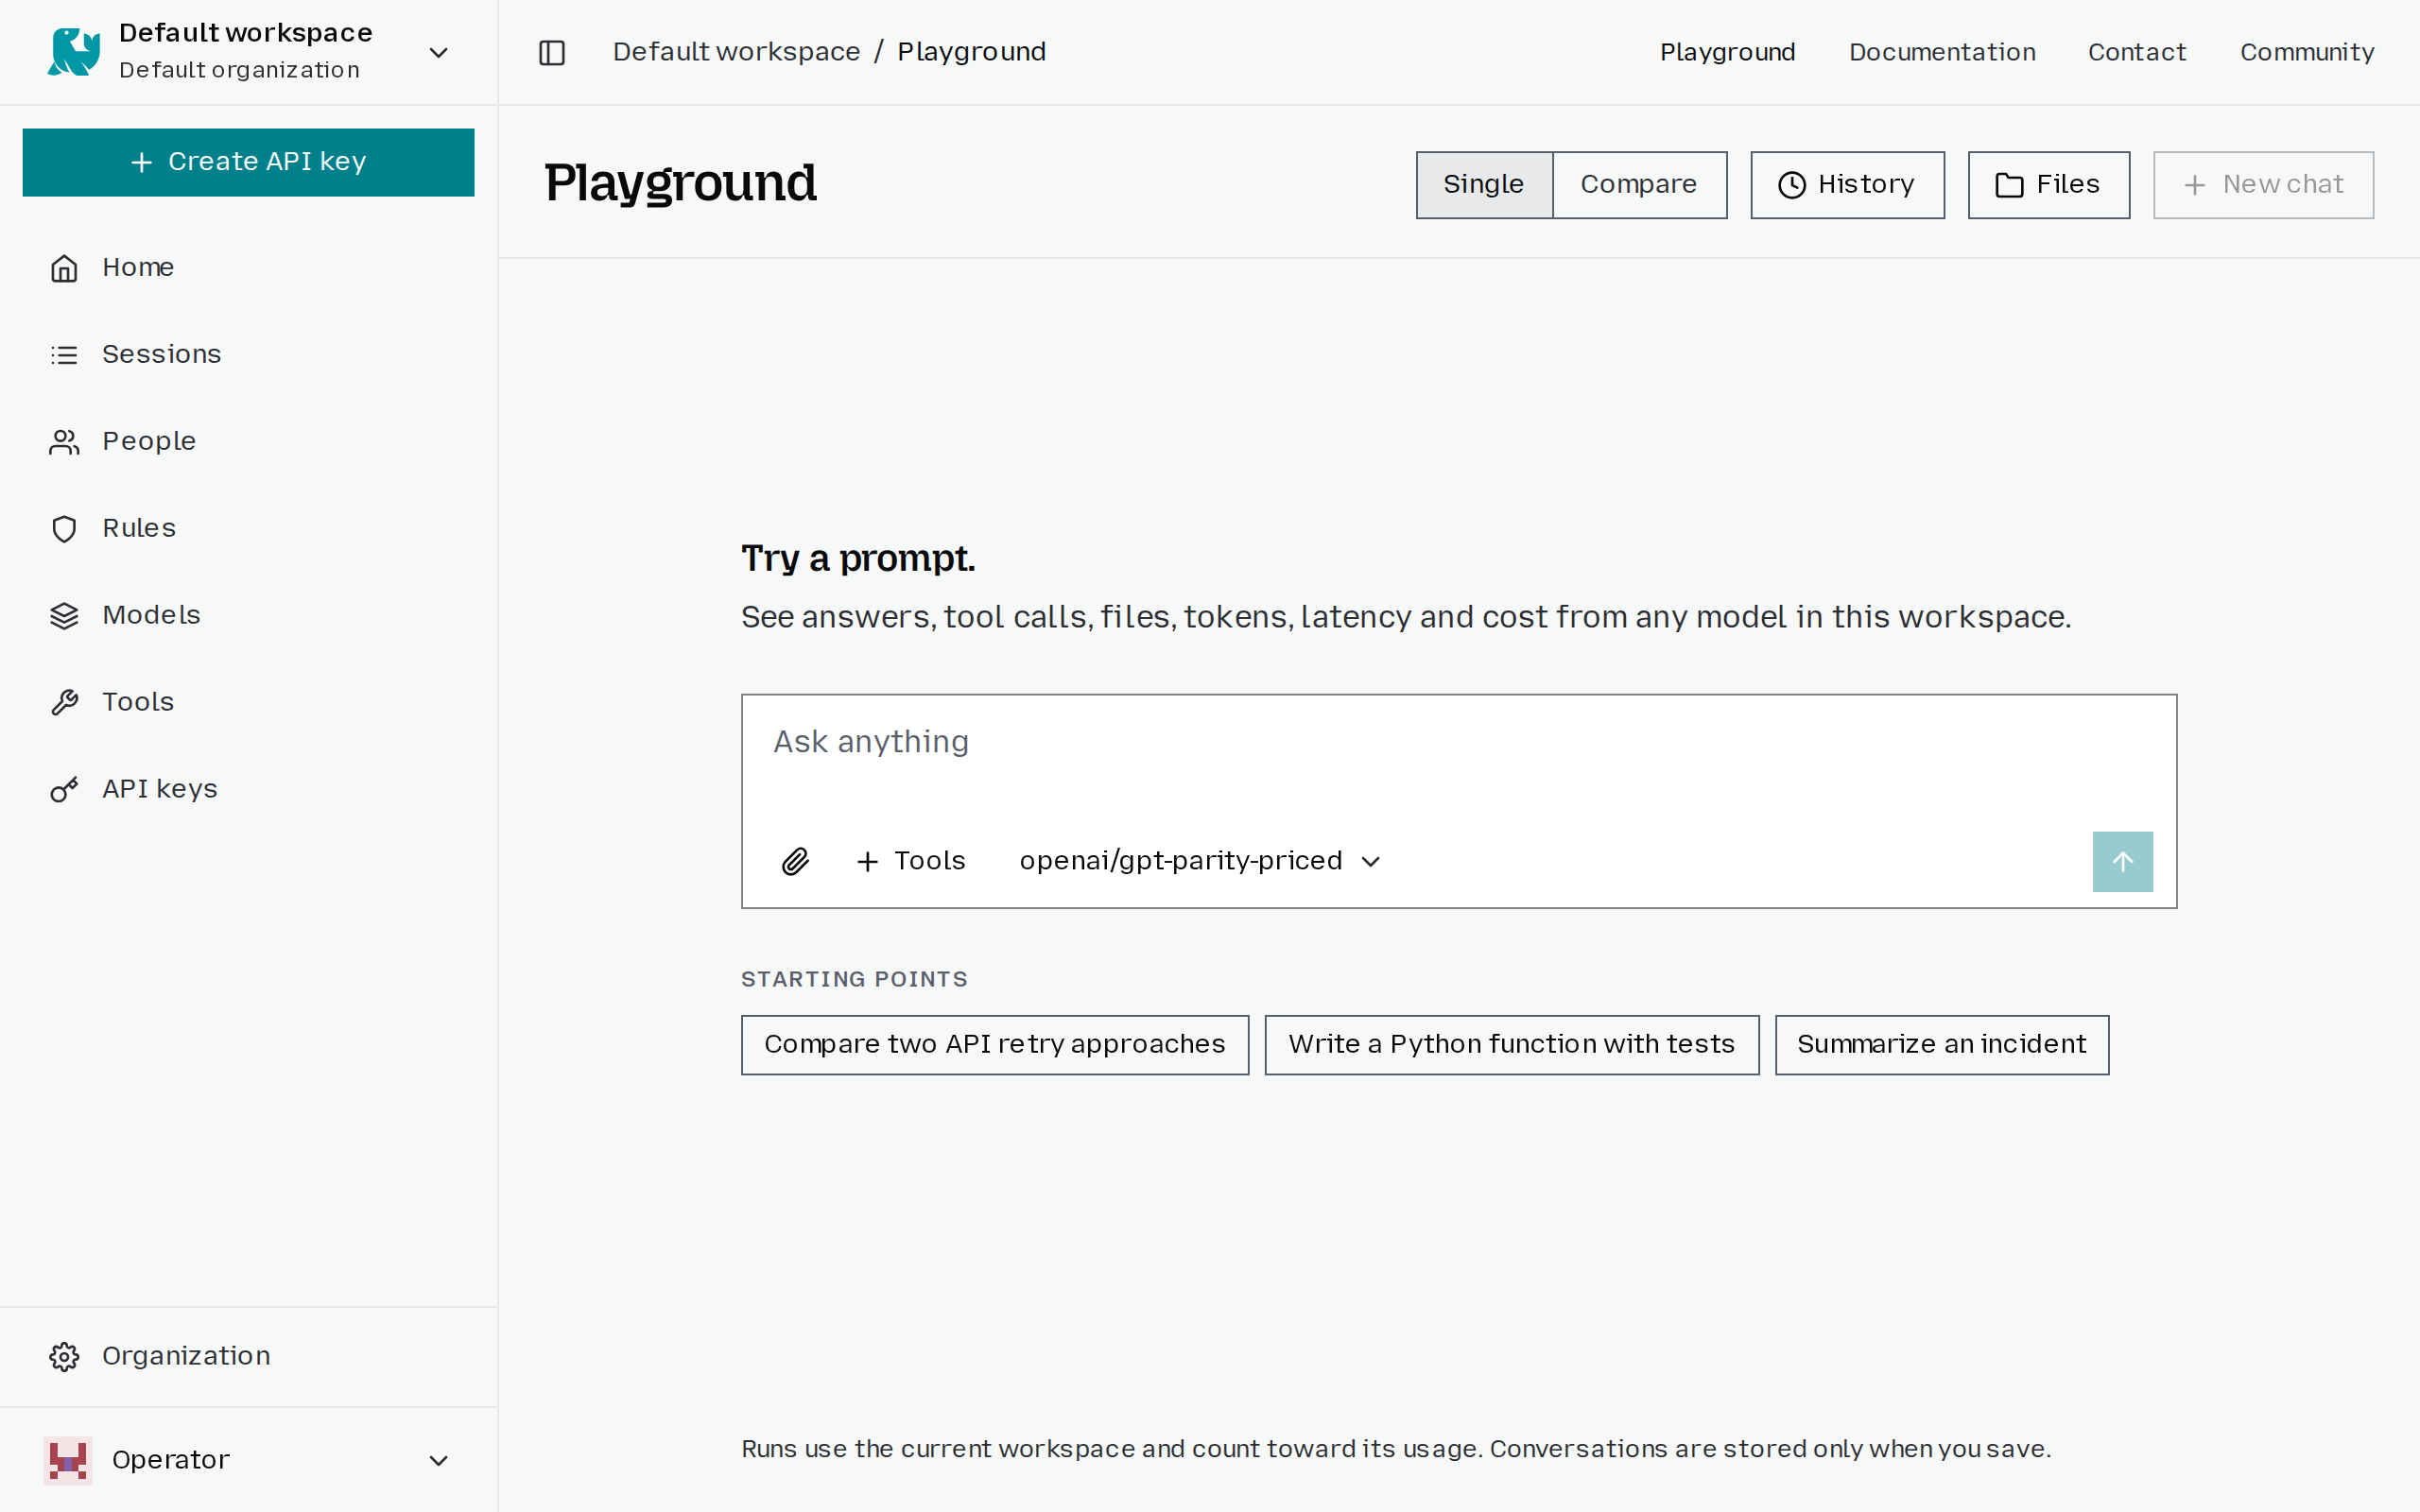 Default workspace
Default organization
Default workspace / Playground
Playground
Documentation
Contact
Community
Create API key
Home
Sessions
People
Rules
Models
Tools
API keys
Organization
Operator
Playground
Single
Compare
History
Files
New chat
Try a prompt.
See answers, tool calls, files, tokens, latency and cost from any model in this workspace.
Ask anything
Tools
openai/gpt-parity-priced
STARTING POINTS
Compare two API retry approaches
Write a Python function with tests
Summarize an incident
Runs use the current workspace and count toward its usage. Conversations are stored only when you save.